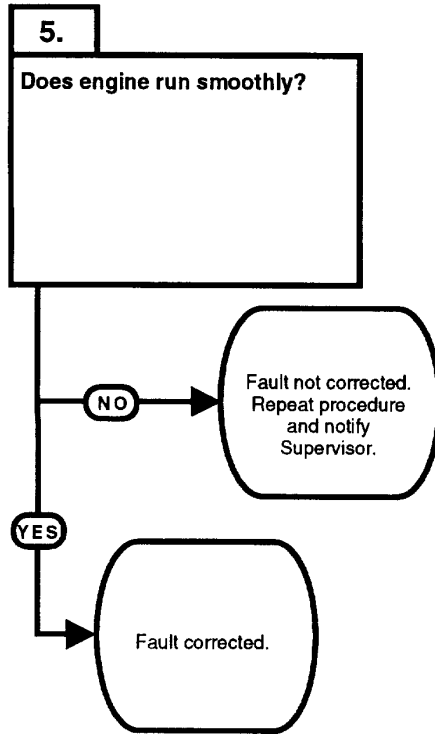 5.
Does engine run smoothly?
NO
Fault not corrected.
Repeat procedure
and notify
Supervisor.
YES
Fault corrected.